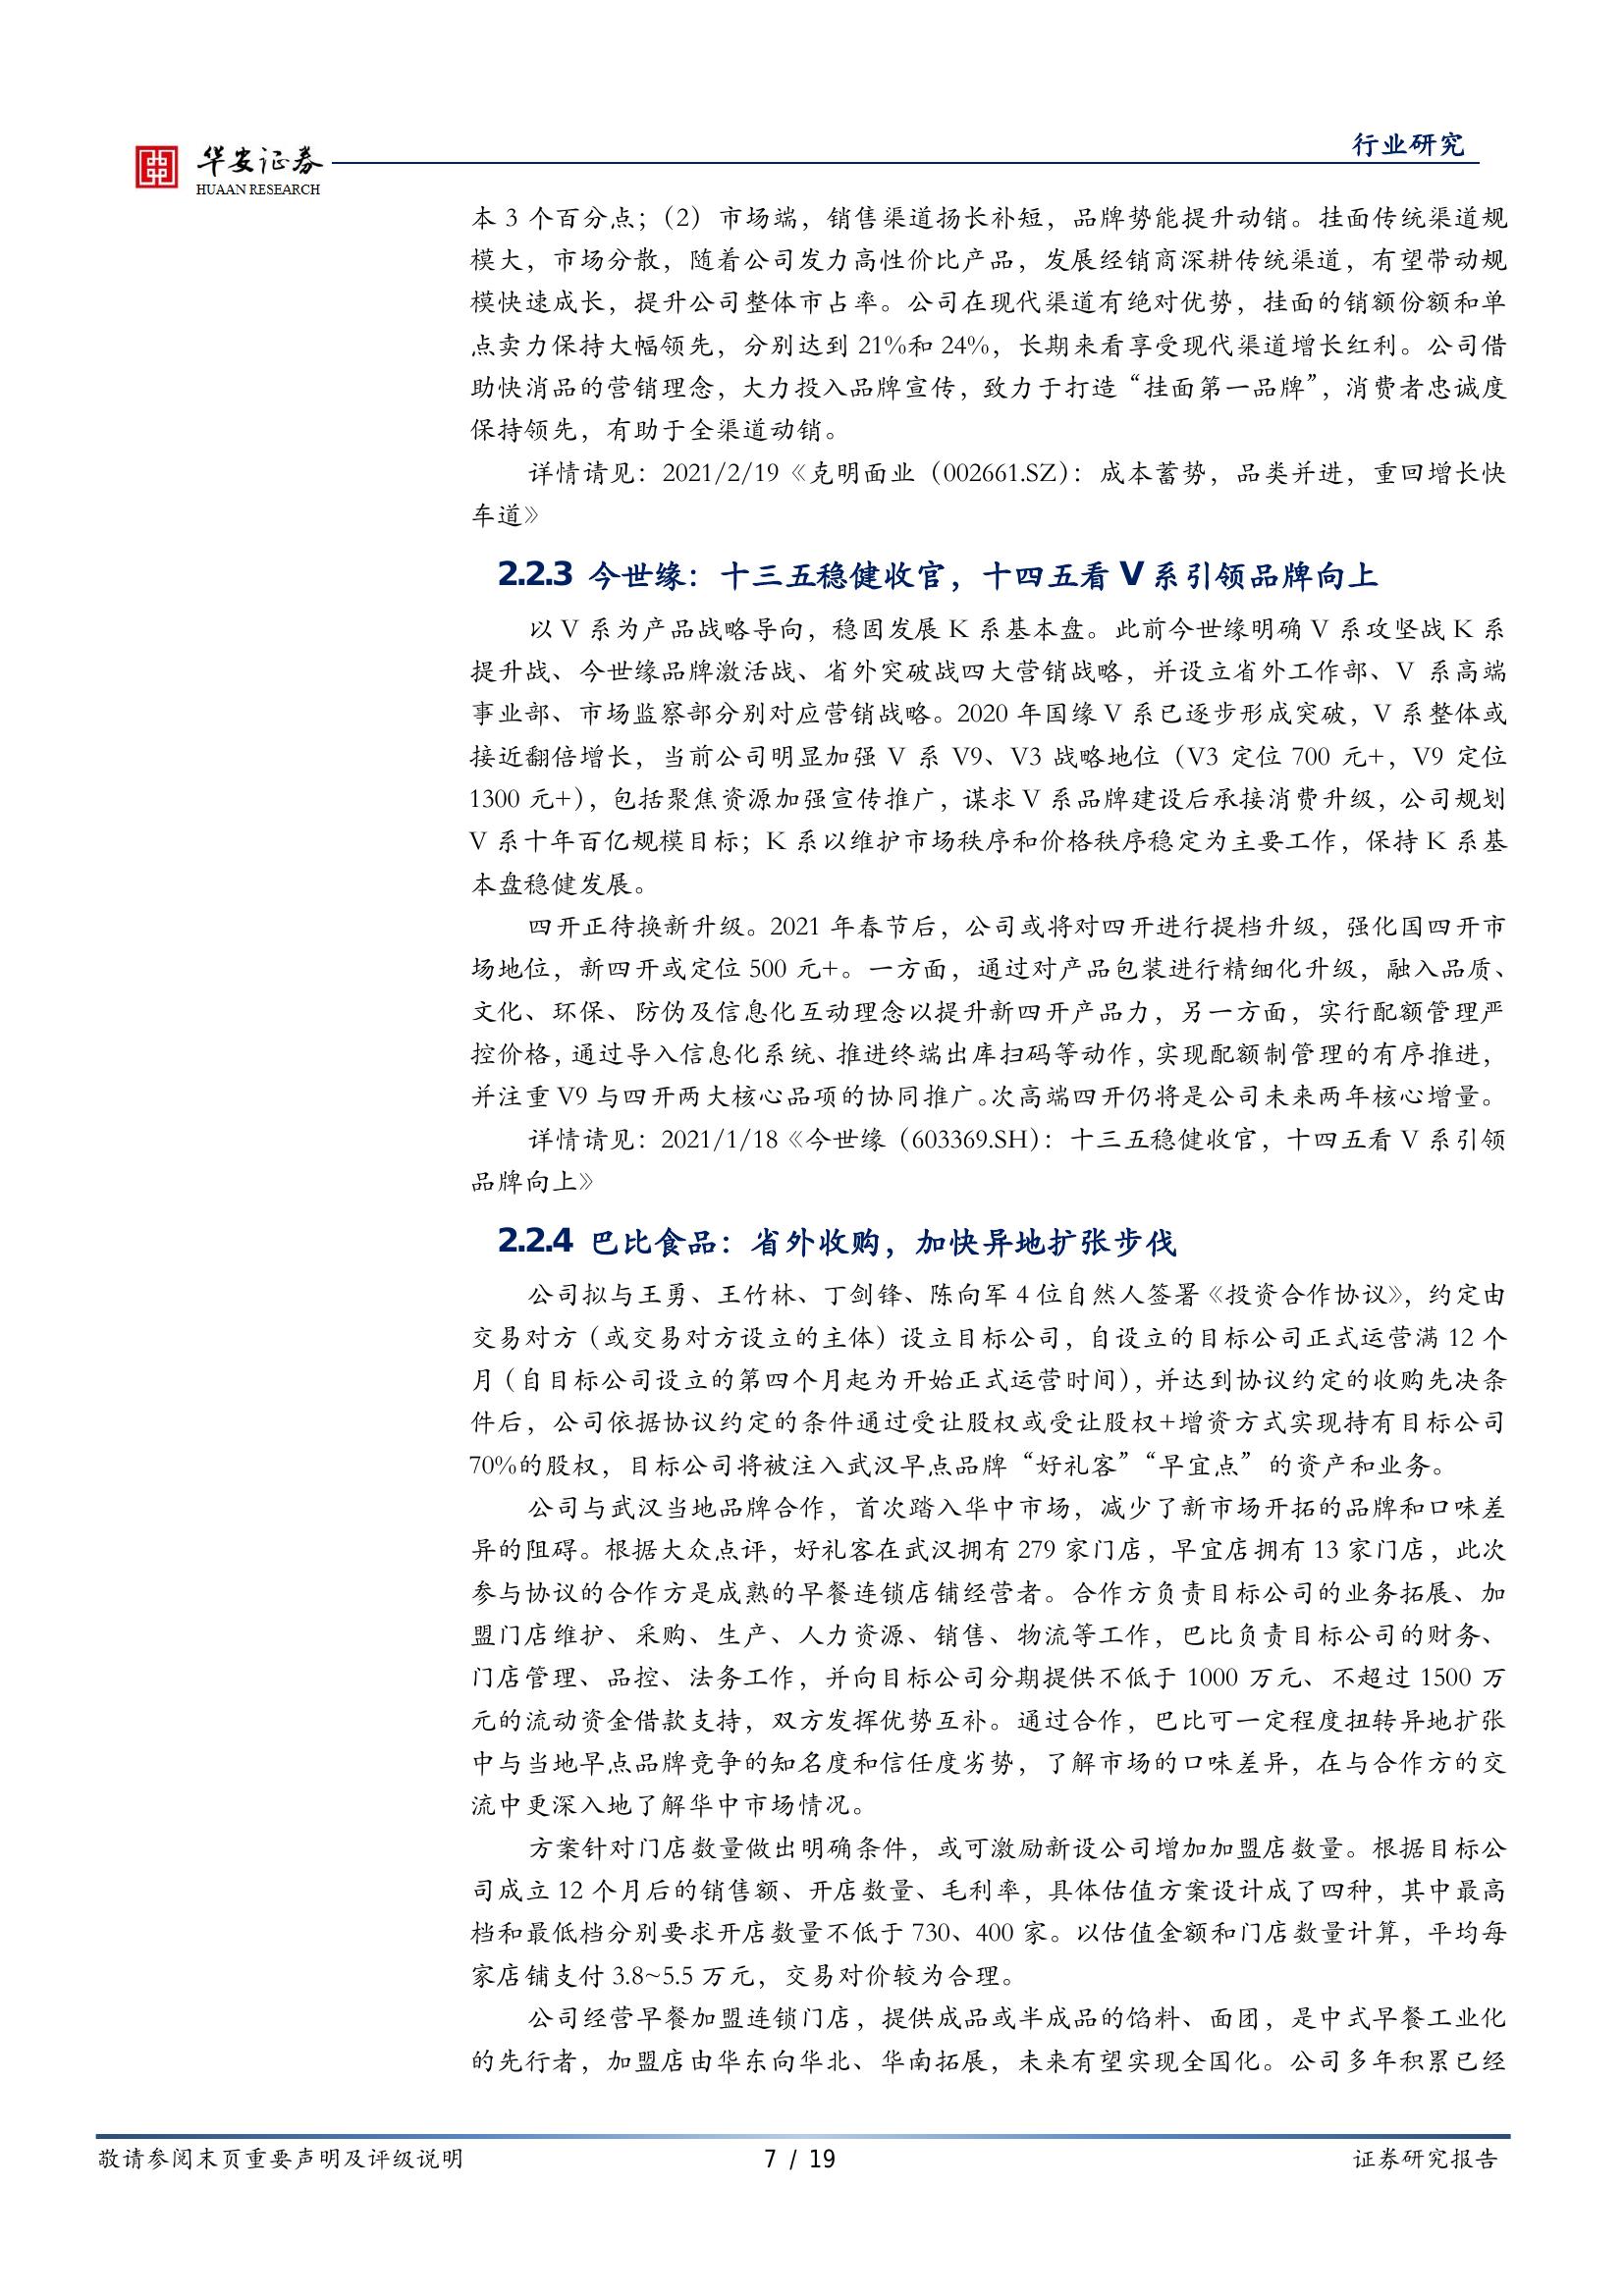 华安证券
HUAAN RESEARCH
行业研究
本 3 个百分点；（2）市场端，销售渠道扬长补短，品牌势能提升动销。挂面传统渠道规
模大，市场分散，随着公司发力高性价比产品，发展经销商深耕传统渠道，有望带动规
模快速成长，提升公司整体市占率。公司在现代渠道有绝对优势，挂面的销额份额和单
点卖力保持大幅领先，分别达到 21%和 24%，长期来看享受现代渠道增长红利。公司借
助快消品的营销理念，大力投入品牌宣传，致力于打造“挂面第一品牌”，消费者忠诚度
保持领先，有助于全渠道动销。
详情请见：2021/2/19《克明面业（002661.SZ）：成本蓄势，品类并进，重回增长快
车道》
2.2.3 今世缘：十三五稳健收官，十四五看 V 系引领品牌向上
以 V 系为产品战略导向，稳固发展 K 系基本盘。此前今世缘明确 V 系攻坚战 K 系
提升战、今世缘品牌激活战、省外突破战四大营销战略，并设立省外工作部、V 系高端
事业部、市场监察部分别对应营销战略。2020 年国缘 V 系已逐步形成突破，V 系整体或
接近翻倍增长，当前公司明显加强 V 系 V9、V3 战略地位（V3 定位 700 元+，V9 定位
1300 元+），包括聚焦资源加强宣传推广，谋求 V 系品牌建设后承接消费升级，公司规划
V 系十年百亿规模目标；K 系以维护市场秩序和价格秩序稳定为主要工作，保持 K 系基
本盘稳健发展。
四开正待换新升级。2021 年春节后，公司或将对四开进行提档升级，强化国四开市
场地位，新四开或定位 500 元+。一方面，通过对产品包装进行精细化升级，融入品质、
文化、环保、防伪及信息化互动理念以提升新四开产品力，另一方面，实行配额管理严
控价格，通过导入信息化系统、推进终端出库扫码等动作，实现配额制管理的有序推进，
并注重 V9 与四开两大核心品项的协同推广。次高端四开仍将是公司未来两年核心增量。
详情请见：2021/1/18《今世缘（603369.SH）：十三五稳健收官，十四五看 V 系引领
品牌向上》
2.2.4 巴比食品：省外收购，加快异地扩张步伐
公司拟与王勇、王竹林、丁剑锋、陈向军 4 位自然人签署《投资合作协议》，约定由
交易对方（或交易对方设立的主体）设立目标公司，自设立的目标公司正式运营满 12 个
月（自目标公司设立的第四个月起为开始正式运营时间），并达到协议约定的收购先决条
件后，公司依据协议约定的条件通过受让股权或受让股权+增资方式实现持有目标公司
70%的股权，目标公司将被注入武汉早点品牌“好礼客”“早宜点”的资产和业务。
公司与武汉当地品牌合作，首次踏入华中市场，减少了新市场开拓的品牌和口味差
异的阻碍。根据大众点评，好礼客在武汉拥有 279 家门店，早宜店拥有 13 家门店，此次
参与协议的合作方是成熟的早餐连锁店铺经营者。合作方负责目标公司的业务拓展、加
盟门店维护、采购、生产、人力资源、销售、物流等工作，巴比负责目标公司的财务、
门店管理、品控、法务工作，并向目标公司分期提供不低于 1000 万元、不超过 1500 万
元的流动资金借款支持，双方发挥优势互补。通过合作，巴比可一定程度扭转异地扩张
中与当地早点品牌竞争的知名度和信任度劣势，了解市场的口味差异，在与合作方的交
流中更深入地了解华中市场情况。
方案针对门店数量做出明确条件，或可激励新设公司增加加盟店数量。根据目标公
司成立 12 个月后的销售额、开店数量、毛利率，具体估值方案设计成了四种，其中最高
档和最低档分别要求开店数量不低于 730、400 家。以估值金额和门店数量计算，平均每
家店铺支付 3.8~5.5 万元，交易对价较为合理。
公司经营早餐加盟连锁门店，提供成品或半成品的馅料、面团，是中式早餐工业化
的先行者，加盟店由华东向华北、华南拓展，未来有望实现全国化。公司多年积累已经
敬请参阅末页重要声明及评级说明
7 / 19
证券研究报告